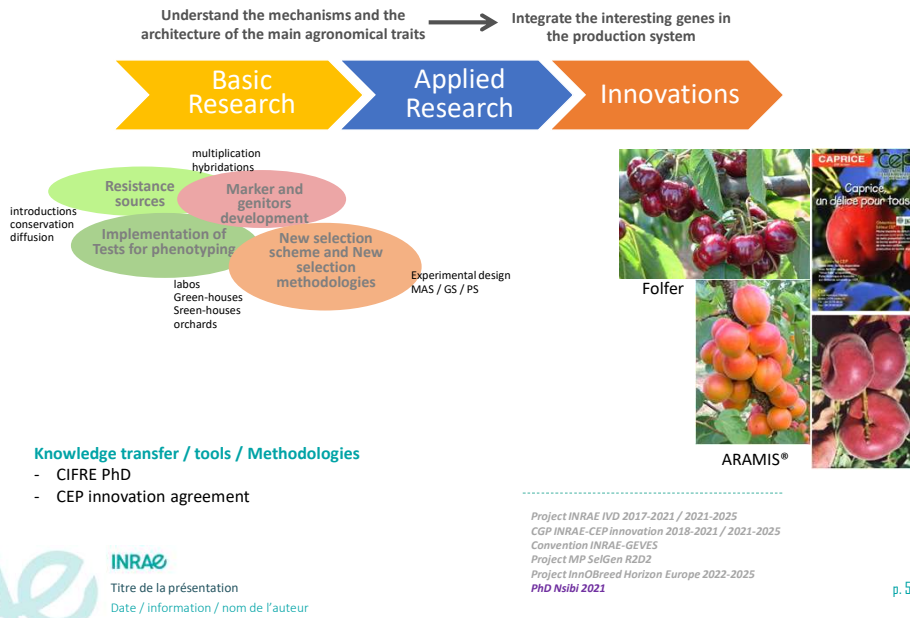 Understand the mechanisms and the
architecture of the main agronomical traits
Integrate the interesting genes in
the production system
Basic
Research
Applied
Research
Innovations
multiplication
hybridations
Resistance
sources
Marker and
genitors
development
introductions
conservation
diffusion
Implementation of
Tests for phenotyping
New selection
scheme and New
selection
methodologies
Experimental design
MAS / GS / PS
labos
Green-houses
Sreen-houses
orchards
CAPRICE
cep
Caprice,
un délice pour tous
Folfer
ARAMIS®
Knowledge transfer / tools / Methodologies
- CIFRE PhD
- CEP innovation agreement
Project INRAE IVD 2017-2021 / 2021-2025
CGP INRAE-CEP innovation 2018-2021 / 2021-2025
Convention INRAE-GEVES
Project MP SelGen R2D2
Project InnOBreed Horizon Europe 2022-2025
PhD Nsibi 2021
INRAE
Titre de la présentation
Date / information / nom de l'auteur
p. 5